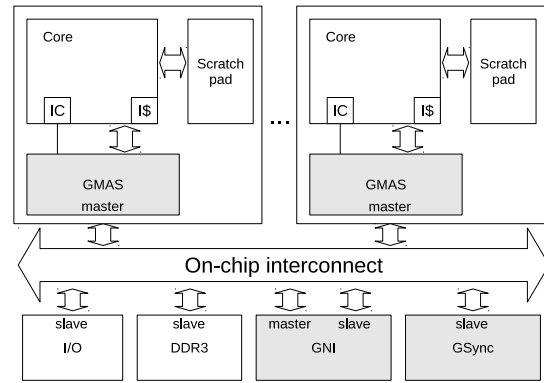 Core
Scratch
pad
IC
I$
GMAS
master
...
Core
Scratch
pad
IC
I$
GMAS
master
On-chip interconnect
slave
I/O
slave
DDR3
master slave
GNI
slave
GSync